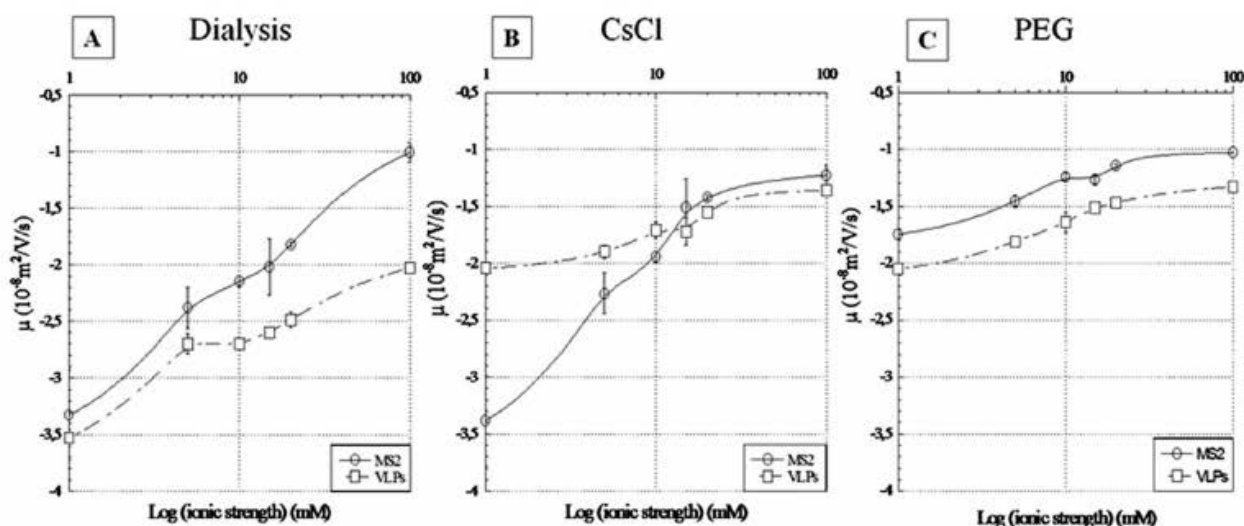 A Dialysis
1 10 100
-0,5
-1
-1,5
-2
-2,5
-3
-3,5
-4
μ (10⁻⁸m²/V/s)
MS2
VLPs
Log (ionic strength) (mM)
B CsCl
1 10 100
-0,5
-1
-1,5
-2
-2,5
-3
-3,5
-4
μ (10⁻⁸m²/V/s)
MS2
VLPs
Log (ionic strength) (mM)
C PEG
1 10 100
-0,5
-1
-1,5
-2
-2,5
-3
-3,5
-4
μ (10⁻⁸m²/V/s)
MS2
VLPs
Log (ionic strength) (mM)